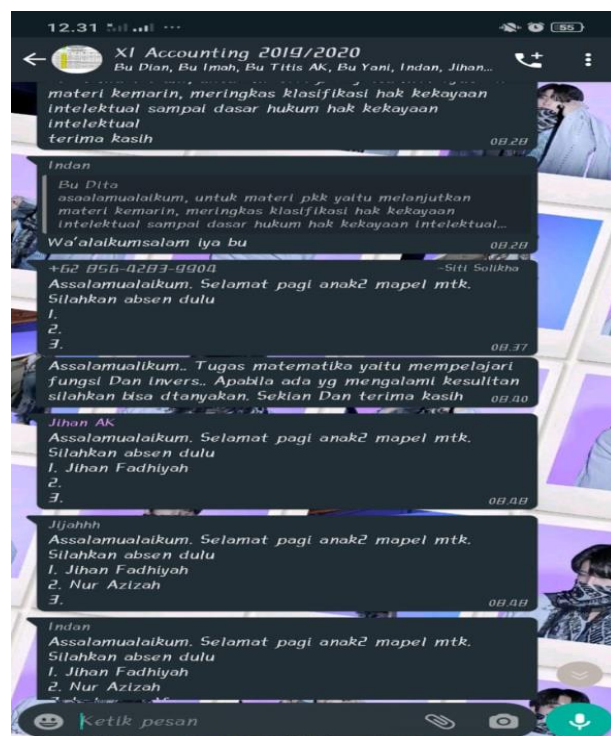 12.31
55
XI Accounting 2019/2020
Bu Dian, Bu Imah, Bu Titis AK, Bu Yani, Indan, Jihan...
materi kemarin, meringkas klasifikasi hak kekayaan
intelektual sampai dasar hukum hak kekayaan
intelektual
terima kasih
08.28
Indan
Bu Dita
asaalamualaikum, untuk materi pkk yaitu melanjutkan
materi kemarin, meringkas klasifikasi hak kekayaan
intelektual sampai dasar hukum hak kekayaan intelektual...
Wa'alaikumsalam iya bu
08.28
+62 856-4283-9904
~Siti Solikha
Assalamualaikum. Selamat pagi anak2 mapel mtk.
Silahkan absen dulu
1.
2.
3.
08.37
Assalamualikum.. Tugas matematika yaitu mempelajari
fungsi Dan invers.. Apabila ada yg mengalami kesulitan
silahkan bisa dtanyakan. Sekian Dan terima kasih
08.40
Jihan AK
Assalamualaikum. Selamat pagi anak2 mapel mtk.
Silahkan absen dulu
1. Jihan Fadhiyah
2.
3.
08.48
Jijahhh
Assalamualaikum. Selamat pagi anak2 mapel mtk.
Silahkan absen dulu
1. Jihan Fadhiyah
2. Nur Azizah
3.
08.48
Indan
Assalamualaikum. Selamat pagi anak2 mapel mtk.
Silahkan absen dulu
1. Jihan Fadhiyah
2. Nur Azizah
Ketik pesan